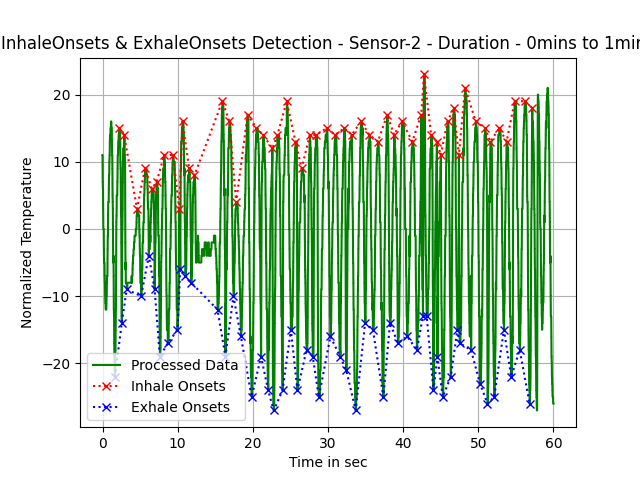 InhaleOnsets & ExhaleOnsets Detection - Sensor-2 - Duration - 0mins to 1min
Normalized Temperature
20
10
0
−10
−20
Processed Data
Inhale Onsets
Exhale Onsets
0 10 20 30 40 50 60
Time in sec